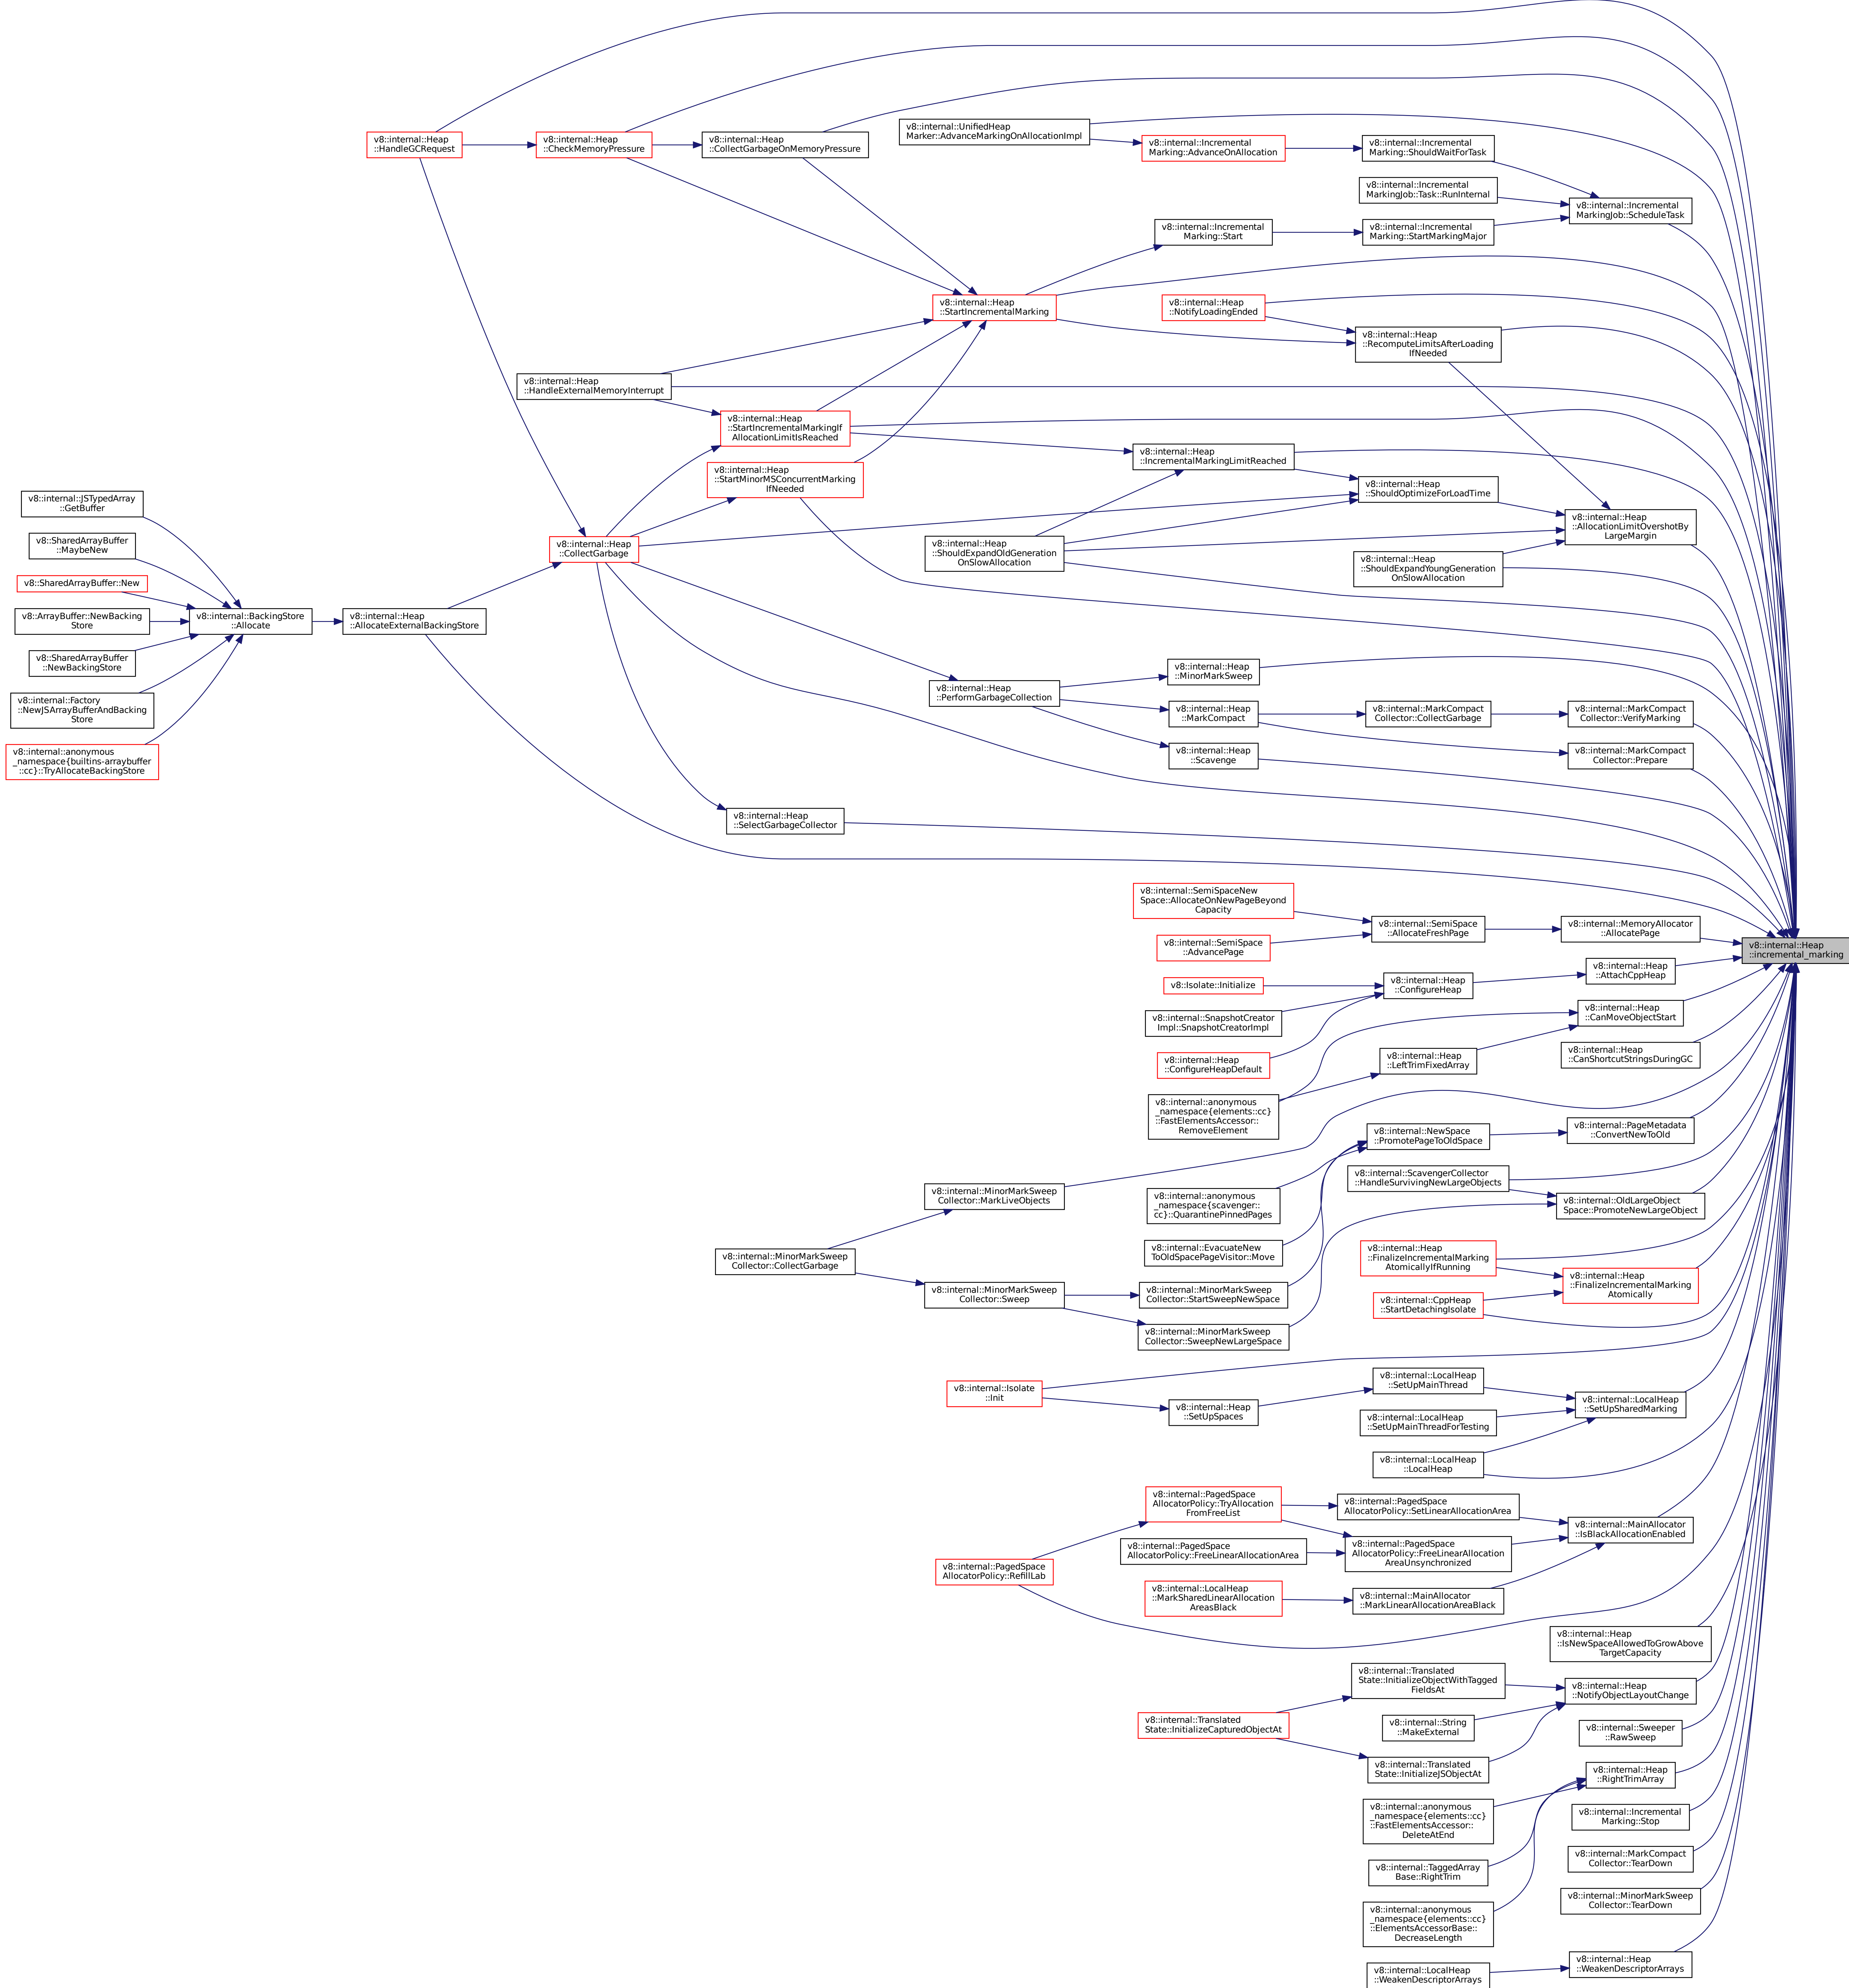 v8::internal::Heap
::HandleGCRequest
v8::internal::Heap
::CheckMemoryPressure
v8::internal::Heap
::CollectGarbageOnMemoryPressure
v8::internal::UnifiedHeap
Marker::AdvanceMarkingOnAllocationImpl
v8::internal::Incremental
Marking::AdvanceOnAllocation
v8::internal::Incremental
Marking::ShouldWaitForTask
v8::internal::Incremental
MarkingJob::Task::RunInternal
v8::internal::Incremental
MarkingJob::ScheduleTask
v8::internal::Incremental
Marking::Start
v8::internal::Incremental
Marking::StartMarkingMajor
v8::internal::Heap
::StartIncrementalMarking
v8::internal::Heap
::NotifyLoadingEnded
v8::internal::Heap
::RecomputeLimitsAfterLoading
IfNeeded
v8::internal::Heap
::HandleExternalMemoryInterrupt
v8::internal::Heap
::StartIncrementalMarkingIf
AllocationLimitIsReached
v8::internal::Heap
::IncrementalMarkingLimitReached
v8::internal::Heap
::StartMinorMSConcurrentMarking
IfNeeded
v8::internal::Heap
::ShouldOptimizeForLoadTime
v8::internal::Heap
::AllocationLimitOvershotBy
LargeMargin
v8::internal::JSTypedArray
::GetBuffer
v8::SharedArrayBuffer
::MaybeNew
v8::internal::Heap
::CollectGarbage
v8::internal::Heap
::ShouldExpandOldGeneration
OnSlowAllocation
v8::internal::Heap
::ShouldExpandYoungGeneration
OnSlowAllocation
v8::SharedArrayBuffer::New
v8::ArrayBuffer::NewBacking
Store
v8::internal::BackingStore
::Allocate
v8::internal::Heap
::AllocateExternalBackingStore
v8::SharedArrayBuffer
::NewBackingStore
v8::internal::Factory
::NewJSArrayBufferAndBacking
Store
v8::internal::anonymous
_namespace{builtins-arraybuffer
::cc}::TryAllocateBackingStore
v8::internal::Heap
::MinorMarkSweep
v8::internal::Heap
::PerformGarbageCollection
v8::internal::Heap
::MarkCompact
v8::internal::MarkCompact
Collector::CollectGarbage
v8::internal::MarkCompact
Collector::VerifyMarking
v8::internal::Heap
::Scavenge
v8::internal::MarkCompact
Collector::Prepare
v8::internal::Heap
::SelectGarbageCollector
v8::internal::SemiSpaceNew
Space::AllocateOnNewPageBeyond
Capacity
v8::internal::SemiSpace
::AllocateFreshPage
v8::internal::MemoryAllocator
::AllocatePage
v8::internal::SemiSpace
::AdvancePage
v8::internal::Heap
::incremental_marking
v8::Isolate::Initialize
v8::internal::Heap
::ConfigureHeap
v8::internal::Heap
::AttachCppHeap
v8::internal::SnapshotCreator
Impl::SnapshotCreatorImpl
v8::internal::Heap
::CanMoveObjectStart
v8::internal::Heap
::ConfigureHeapDefault
v8::internal::Heap
::LeftTrimFixedArray
v8::internal::Heap
::CanShortcutStringsDuringGC
v8::internal::anonymous
_namespace{elements::cc}
::FastElementsAccessor::
RemoveElement
v8::internal::NewSpace
::PromotePageToOldSpace
v8::internal::PageMetadata
::ConvertNewToOld
v8::internal::MinorMarkSweep
Collector::MarkLiveObjects
v8::internal::anonymous
_namespace{scavenger::
cc}::QuarantinePinnedPages
v8::internal::ScavengerCollector
::HandleSurvivingNewLargeObjects
v8::internal::OldLargeObject
Space::PromoteNewLargeObject
v8::internal::MinorMarkSweep
Collector::CollectGarbage
v8::internal::EvacuateNew
ToOldSpacePageVisitor::Move
v8::internal::Heap
::FinalizeIncrementalMarking
AtomicallyIfRunning
v8::internal::MinorMarkSweep
Collector::Sweep
v8::internal::MinorMarkSweep
Collector::StartSweepNewSpace
v8::internal::CppHeap
::StartDetachingIsolate
v8::internal::Heap
::FinalizeIncrementalMarking
Atomically
v8::internal::MinorMarkSweep
Collector::SweepNewLargeSpace
v8::internal::Isolate
::Init
v8::internal::Heap
::SetUpSpaces
v8::internal::LocalHeap
::SetUpMainThread
v8::internal::LocalHeap
::SetUpSharedMarking
v8::internal::LocalHeap
::SetUpMainThreadForTesting
v8::internal::LocalHeap
::LocalHeap
v8::internal::PagedSpace
AllocatorPolicy::TryAllocation
FromFreeList
v8::internal::PagedSpace
AllocatorPolicy::SetLinearAllocationArea
v8::internal::MainAllocator
::IsBlackAllocationEnabled
v8::internal::PagedSpace
AllocatorPolicy::FreeLinearAllocationArea
v8::internal::PagedSpace
AllocatorPolicy::FreeLinearAllocation
AreaUnsynchronized
v8::internal::PagedSpace
AllocatorPolicy::RefillLab
v8::internal::LocalHeap
::MarkSharedLinearAllocation
AreasBlack
v8::internal::MainAllocator
::MarkLinearAllocationAreaBlack
v8::internal::Heap
::IsNewSpaceAllowedToGrowAbove
TargetCapacity
v8::internal::Translated
State::InitializeObjectWithTagged
FieldsAt
v8::internal::Heap
::NotifyObjectLayoutChange
v8::internal::Translated
State::InitializeCapturedObjectAt
v8::internal::String
::MakeExternal
v8::internal::Sweeper
::RawSweep
v8::internal::Translated
State::InitializeJSObjectAt
v8::internal::Heap
::RightTrimArray
v8::internal::anonymous
_namespace{elements::cc}
::FastElementsAccessor::
DeleteAtEnd
v8::internal::Incremental
Marking::Stop
v8::internal::TaggedArray
Base::RightTrim
v8::internal::MarkCompact
Collector::TearDown
v8::internal::anonymous
_namespace{elements::cc}
::ElementsAccessorBase::
DecreaseLength
v8::internal::MinorMarkSweep
Collector::TearDown
v8::internal::LocalHeap
::WeakenDescriptorArrays
v8::internal::Heap
::WeakenDescriptorArrays